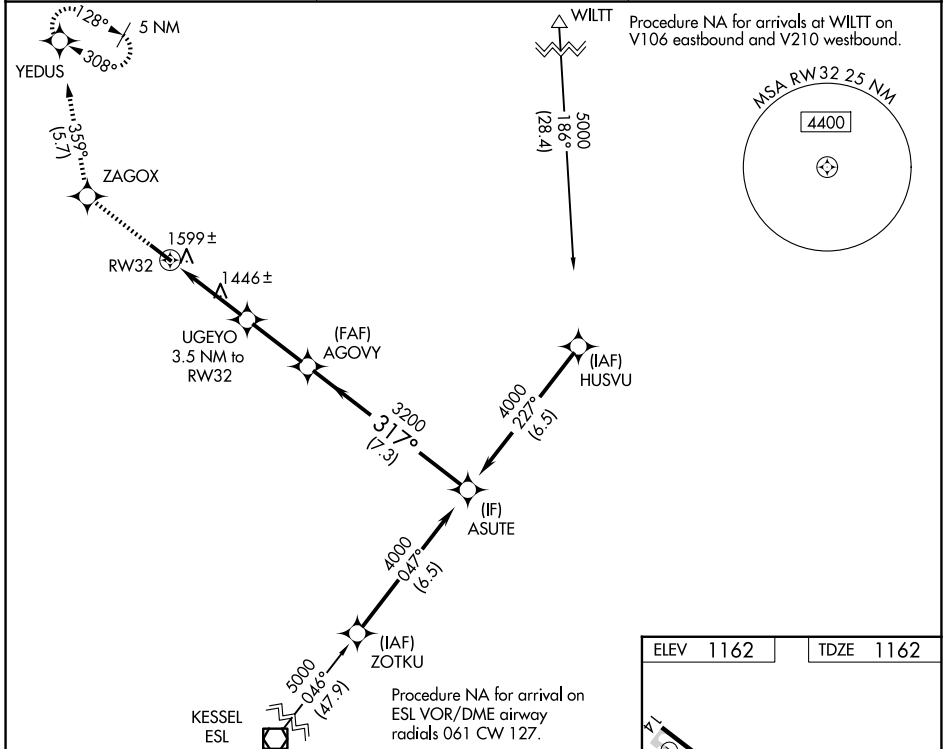 128°
5 NM
308°
YEDUS
WILTT
Procedure NA for arrivals at WILTT on
V106 eastbound and V210 westbound.
MSA RW32 25 NM
4400
5000
186°
(28.4)
359°
(5.7)
ZAGOX
1599±
RW32
1446±
UGEYO
3.5 NM to
RW32
(FAF)
AGOVY
(IAF)
HUSVU
4000
227°
(6.5)
3200
317°
(7.3)
(IF)
ASUTE
4000
047°
(6.5)
(IAF)
ZOTKU
5000
046°
(47.9)
KESSEL
ESL
Procedure NA for arrival on
ESL VOR/DME airway
radials 061 CW 127.
ELEV 1162
TDZE 1162
14